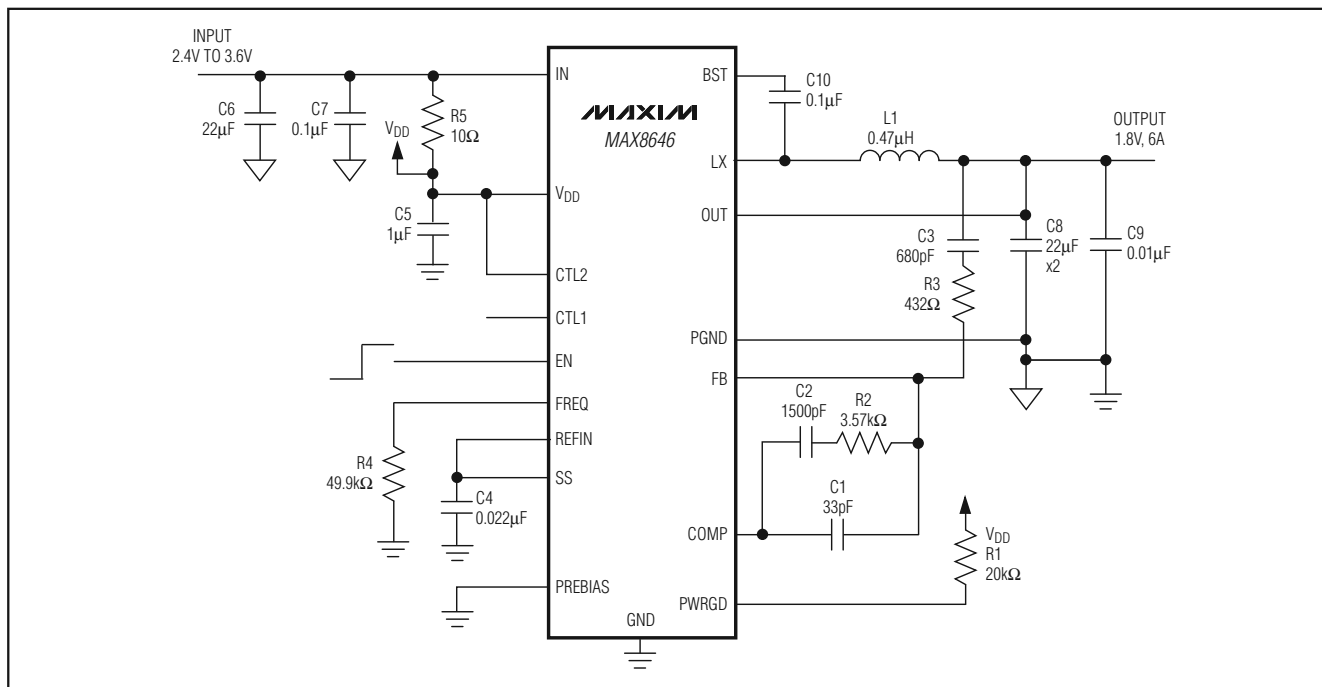 INPUT
2.4V TO 3.6V
C6
22µF
C7
0.1µF
R5
10Ω
VDD
C5
1µF
IN
VDD
CTL2
CTL1
EN
FREQ
REFIN
SS
PREBIAS
R4
49.9kΩ
C4
0.022µF
MAXIM
MAX8646
GND
BST
LX
OUT
PGND
FB
COMP
PWRGD
C10
0.1µF
L1
0.47µH
OUTPUT
1.8V, 6A
C3
680pF
R3
432Ω
C8
22µF
x2
C9
0.01µF
C2
1500pF
R2
3.57kΩ
C1
33pF
VDD
R1
20kΩ